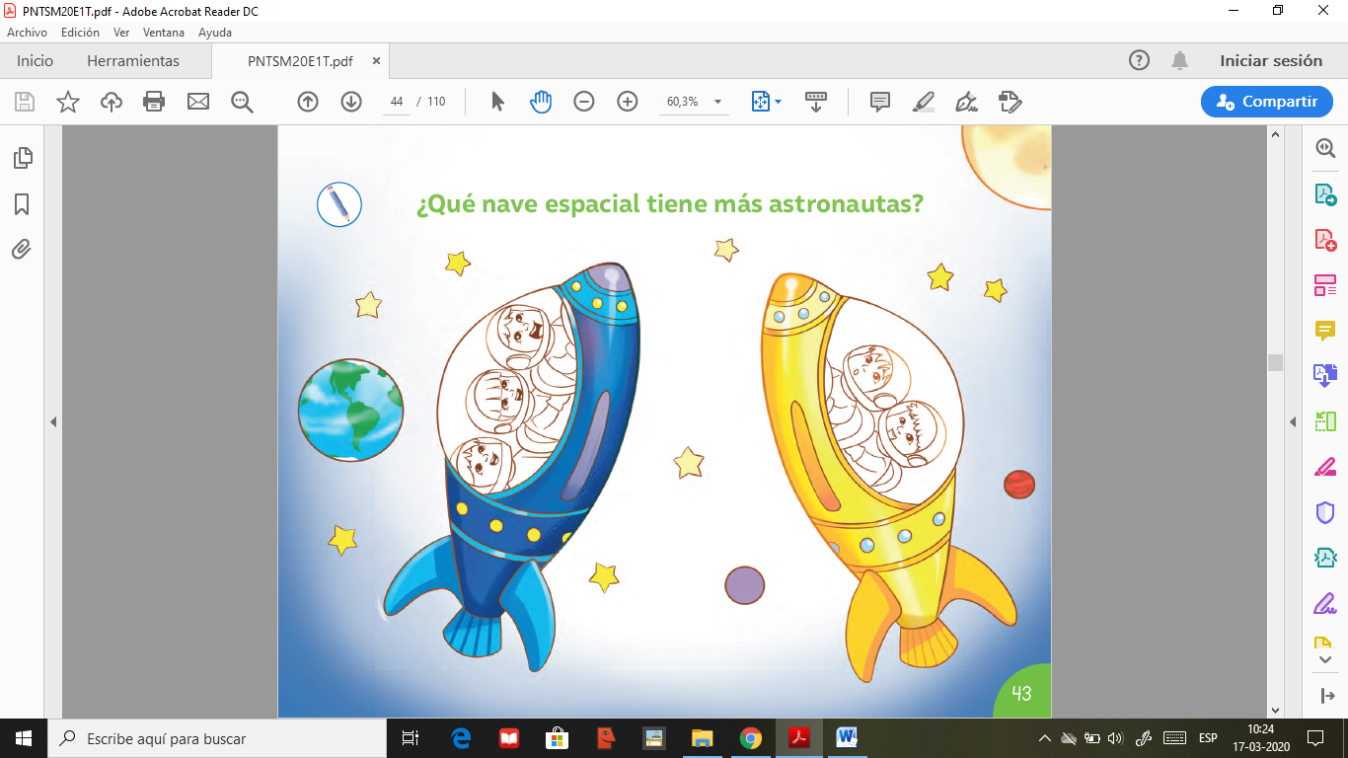 PNTSM20E1T.pdf - Adobe Acrobat Reader DC
Archivo Edición Ver Ventana Ayuda
Inicio Herramientas PNTSM20E1T.pdf × Iniciar sesión
44 / 110 60,3% Compartir
¿Qué nave espacial tiene más astronautas?
43
Escribe aquí para buscar
ESP
10:24
17-03-2020